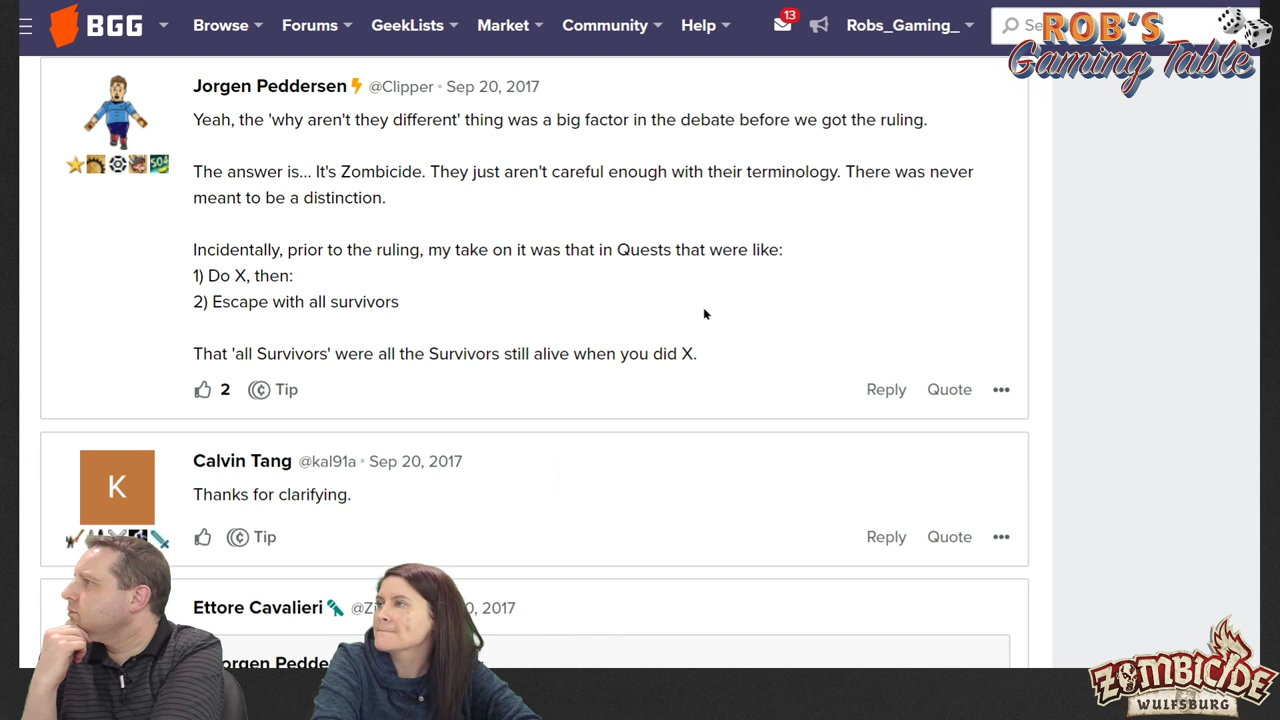 BGG
Browse
Forums
GeekLists
Market
Community
Help
13
Robs_Gaming_
Se
ROB'S
Gaming Table
Jorgen Peddersen @Clipper · Sep 20, 2017
Yeah, the 'why aren't they different' thing was a big factor in the debate before we got the ruling.
The answer is... It's Zombicide. They just aren't careful enough with their terminology. There was never
meant to be a distinction.
Incidentally, prior to the ruling, my take on it was that in Quests that were like:
1) Do X, then:
2) Escape with all survivors
That 'all Survivors' were all the Survivors still alive when you did X.
2 Tip
Reply Quote •••
K
Calvin Tang @kal91a · Sep 20, 2017
Thanks for clarifying.
Tip
Reply Quote •••
Ettore Cavalieri 0, 2017
orgen Pedde
ZOMBICIDE
WULFSBURG